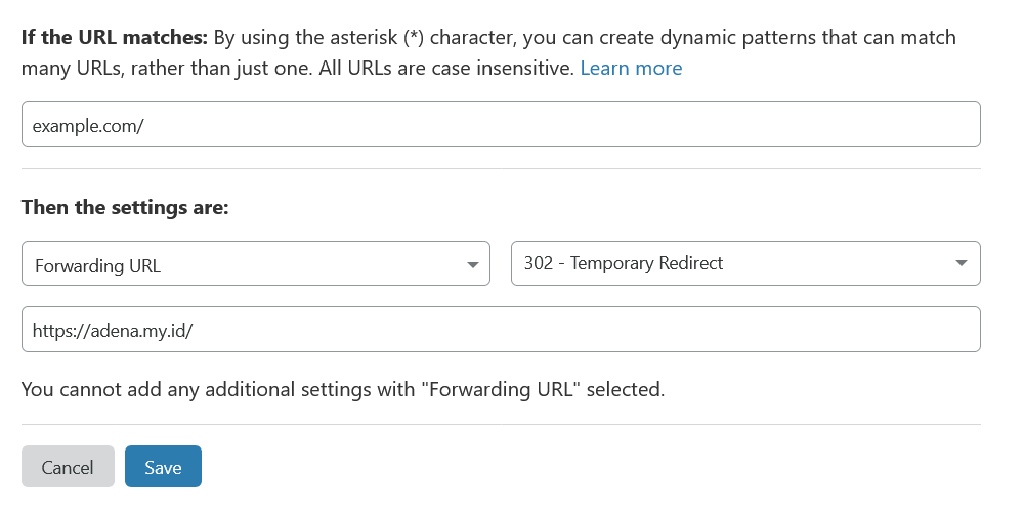 If the URL matches: By using the asterisk (*) character, you can create dynamic patterns that can match
many URLs, rather than just one. All URLs are case insensitive. Learn more
example.com/
Then the settings are:
Forwarding URL
302 - Temporary Redirect
https://adena.my.id/
You cannot add any additional settings with "Forwarding URL" selected.
Cancel
Save